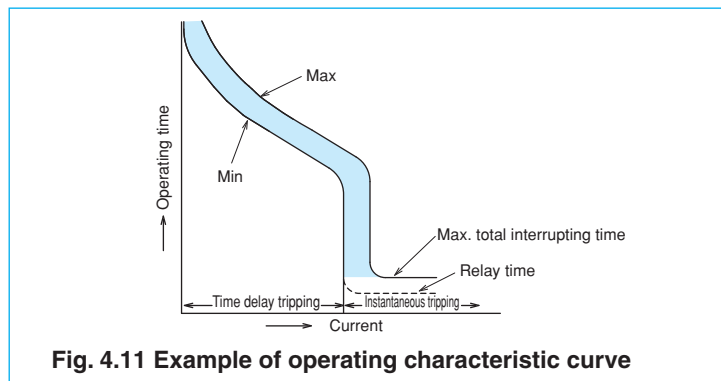 Max
Operating time
Min
Max. total interrupting time
Relay time
Time delay tripping
Instantaneous tripping
Current
Fig. 4.11 Example of operating characteristic curve